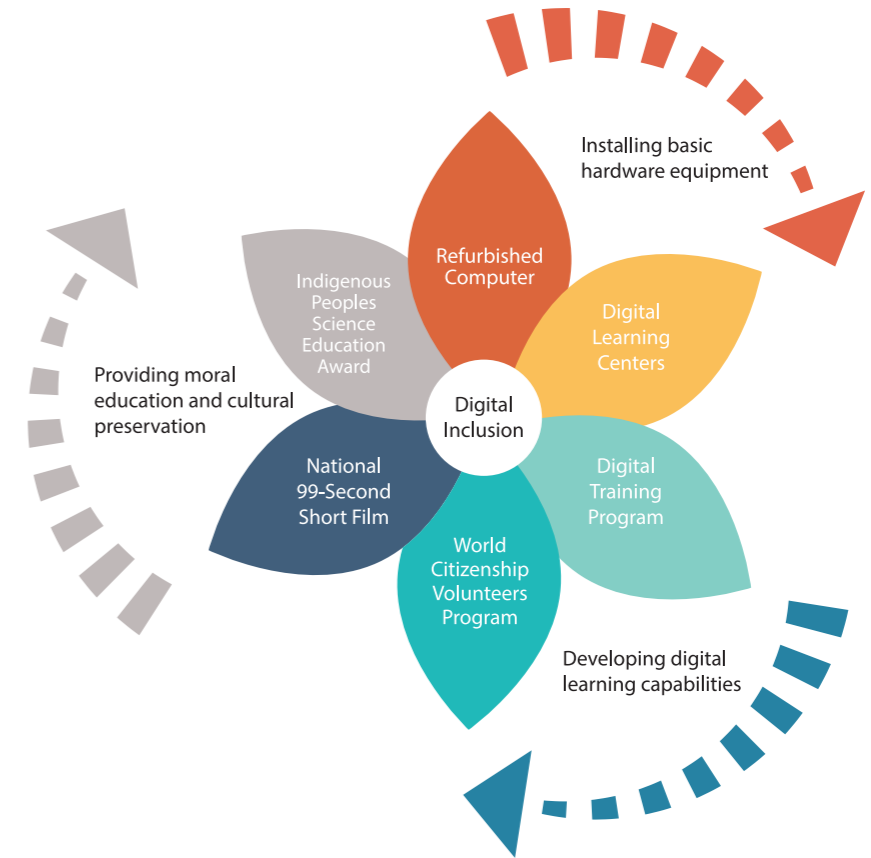 Installing basic
hardware equipment
Refurbished
Computer
Digital
Learning
Centers
Digital
Training
Program
Developing digital
learning capabilities
World
Citizenship
Volunteers
Program
National
99-Second
Short Film
Providing moral
education and cultural
preservation
Indigenous
Peoples
Science
Education
Award
Digital
Inclusion